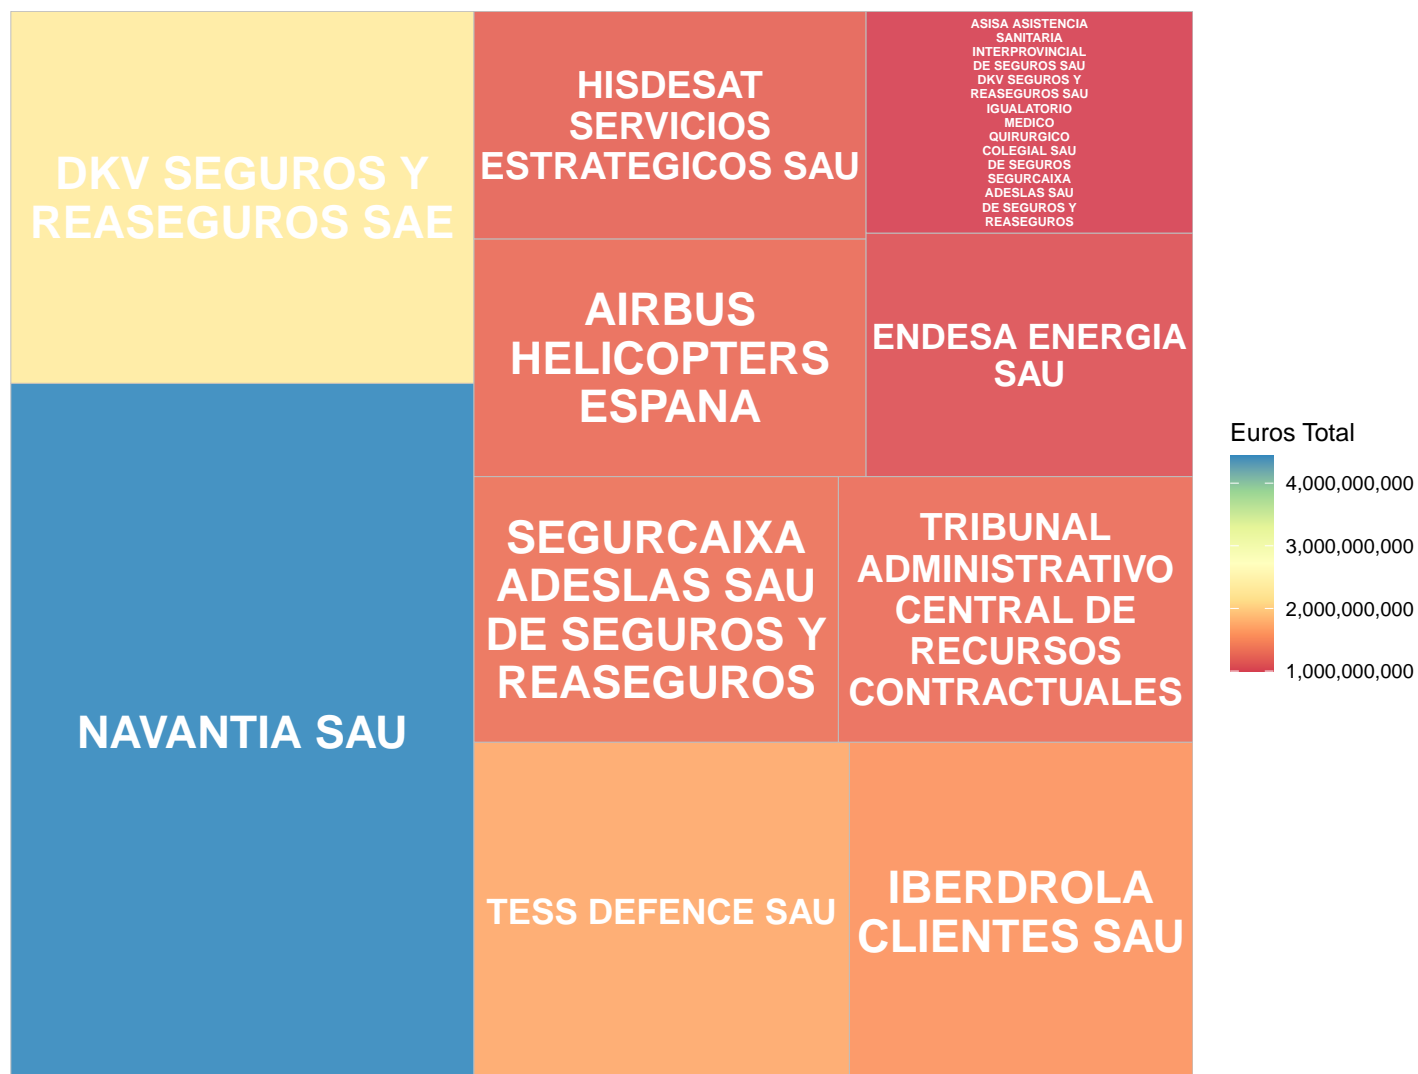 DKV SEGUROS Y
REASEGUROS SAE
NAVANTIA SAU
HISDESAT
SERVICIOS
ESTRATEGICOS SAU
AIRBUS
HELICOPTERS
ESPANA
SEGURCAIXA
ADESLAS SAU
DE SEGUROS Y
REASEGUROS
TESS DEFENCE SAU
ASISA ASISTENCIA
SANITARIA
INTERPROVINCIAL
DE SEGUROS SAU
DKV SEGUROS Y
REASEGUROS SAU
IGUALATORIO
MEDICO
QUIRURGICO
COLEGIAL SAU
DE SEGUROS
SEGURCAIXA
ADESLAS SAU
DE SEGUROS Y
REASEGUROS
ENDESA ENERGIA
SAU
TRIBUNAL
ADMINISTRATIVO
CENTRAL DE
RECURSOS
CONTRACTUALES
IBERDROLA
CLIENTES SAU
Euros Total
4,000,000,000
3,000,000,000
2,000,000,000
1,000,000,000